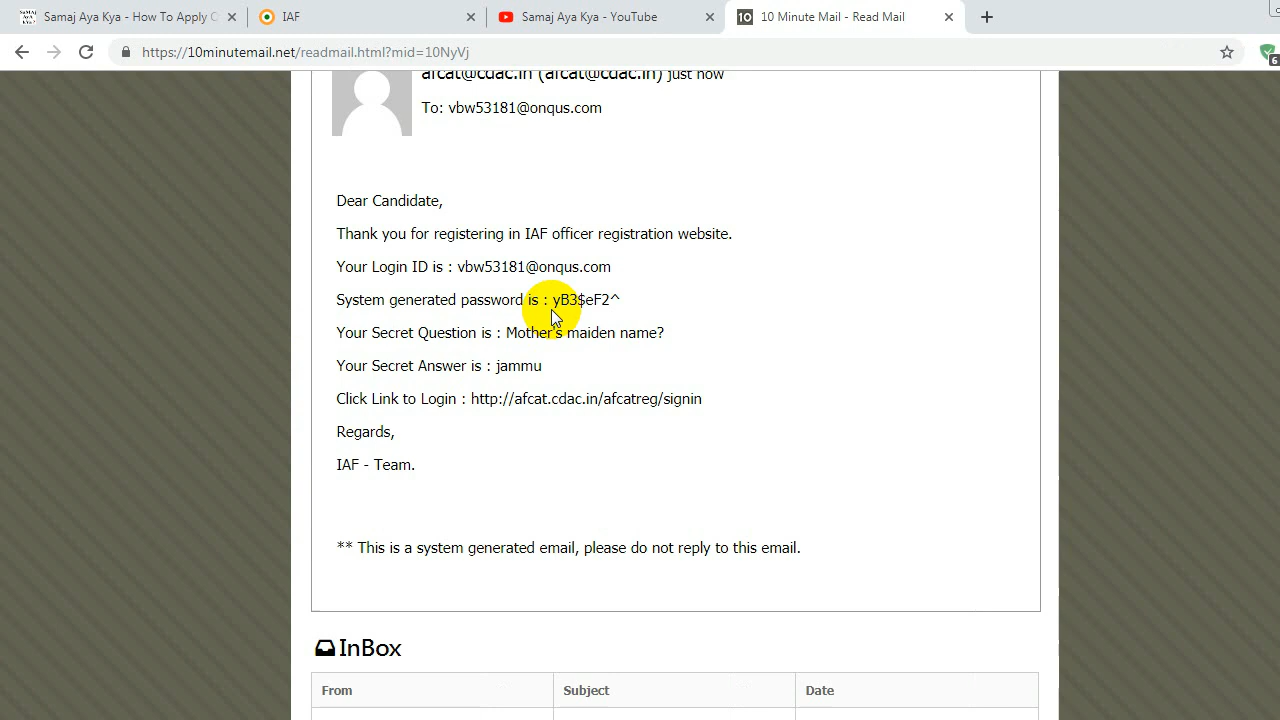 Samaj Aya Kya - How To Apply O
IAF
Samaj Aya Kya - YouTube
10 10 Minute Mail - Read Mail
https://10minutemail.net/readmail.html?mid=10NyVj
6
afcat@cdac.in (afcat@cdac.in) just now
To: vbw53181@onqus.com
Dear Candidate,
Thank you for registering in IAF officer registration website.
Your Login ID is : vbw53181@onqus.com
System generated password is : yB3$eF2^
Your Secret Question is : Mother's maiden name?
Your Secret Answer is : jammu
Click Link to Login : http://afcat.cdac.in/afcatreg/signin
Regards,
IAF - Team.
** This is a system generated email, please do not reply to this email.
InBox
From Subject Date